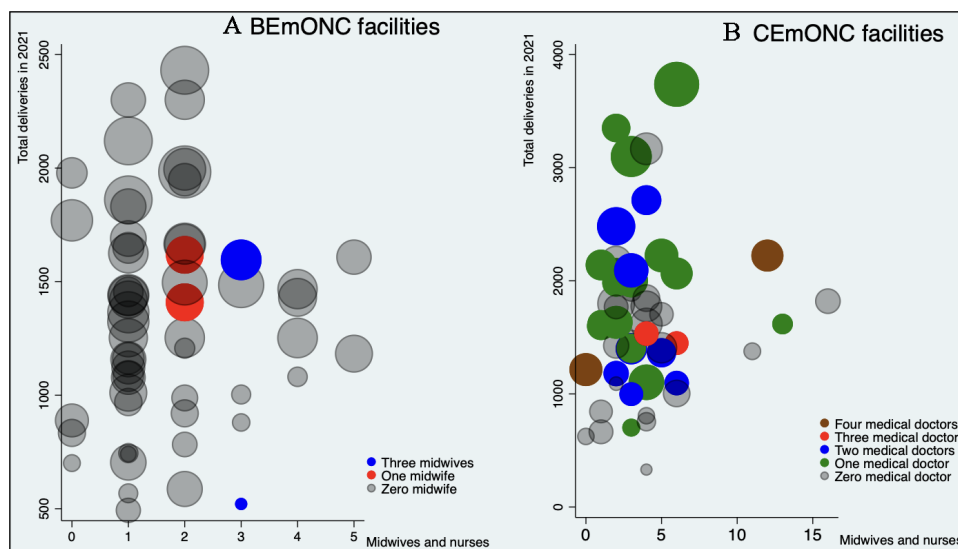 A BEmONC facilities
Total deliveries in 2021
2500
2000
1500
1000
500
0
1
2
3
4
5
Midwives and nurses
Three midwives
One midwife
Zero midwife
B CEmONC facilities
Total deliveries in 2021
4000
3000
2000
1000
0
0
5
10
15
Midwives and nurses
Four medical doctors
Three medical doctor
Two medical doctors
One medical doctor
Zero medical doctor